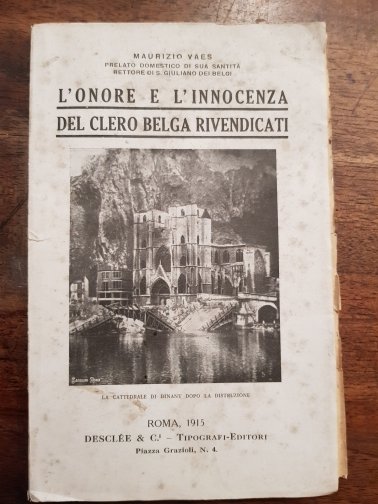 MAURIZIO VAES
PRELATO DOMESTICO DI SUA SANTITÀ
RETTORE DI S. GIULIANO DEI BELGI
L'ONORE E L'INNOCENZA
DEL CLERO BELGA RIVENDICATI
LA CATTEDRALE DI DINANT DOPO LA DISTRUZIONE
ROMA, 1915
DESCLÉE & C.i – TIPOGRAFI-EDITORI
Piazza Grazioli, N. 4.